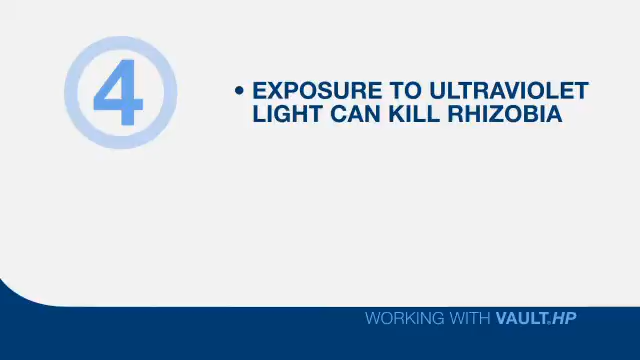 4
• EXPOSURE TO ULTRAVIOLET
LIGHT CAN KILL RHIZOBIA
WORKING WITH VAULT.HP